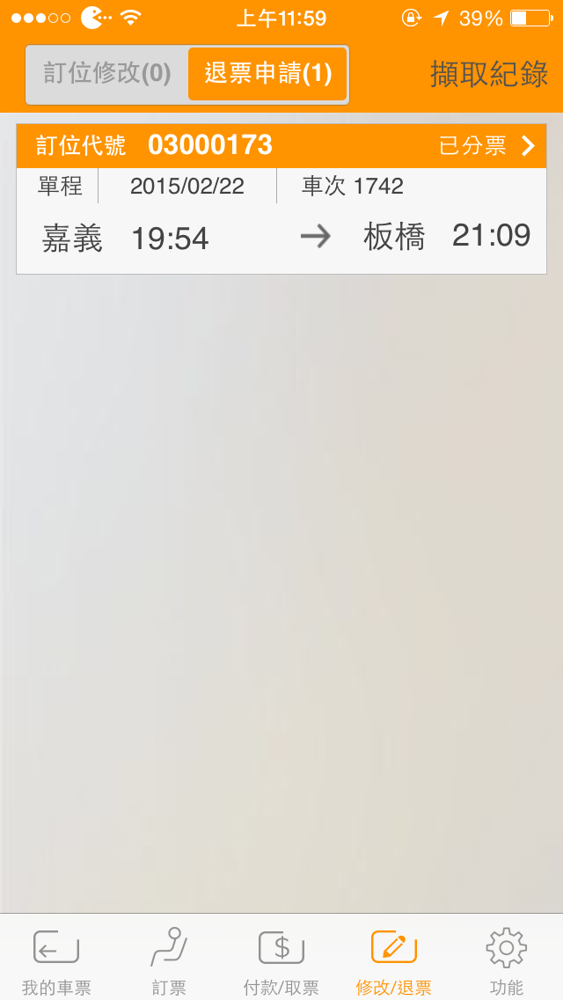 上午11:59 39%
訂位修改(0) 退票申請(1) 擷取紀錄
訂位代號 03000173 已分票
單程 2015/02/22 車次 1742
嘉義 19:54 → 板橋 21:09
我的車票 訂票 付款/取票 修改/退票 功能